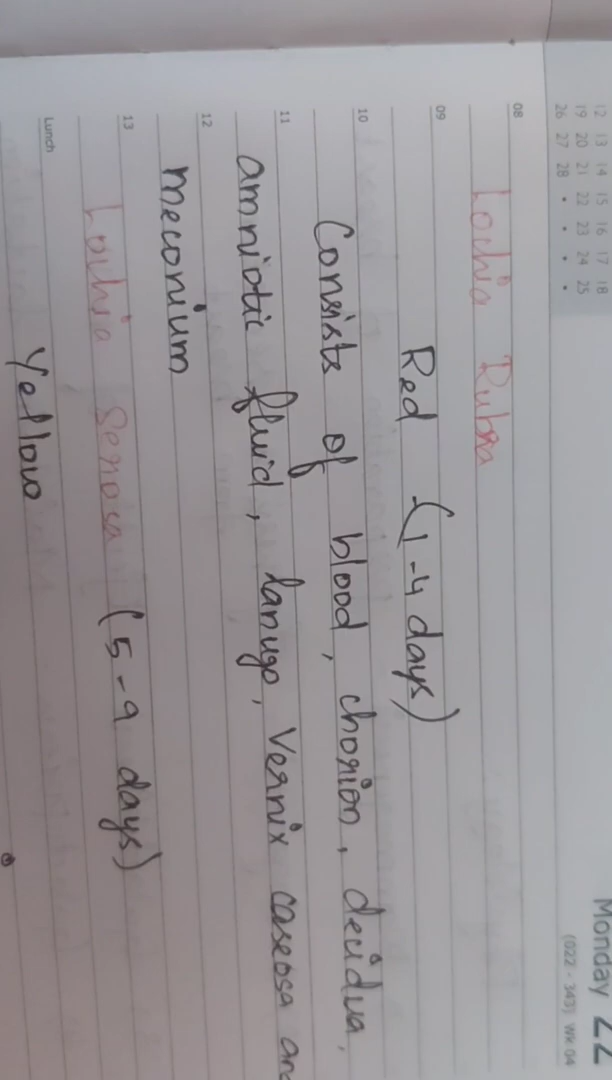 Monday 22
(022 - 343) Wk 04
12 13 14 15 16 17 18
19 20 21 22 23 24 25
26 27 28 • • • •
08
Lochia Rubra
09
Red (1-4 days)
10
Consists of blood, chorion, decidua,
11
amniotic fluid, lanugo, Vernix caseosa and
12
meconium
13
Lochia serosa (5-9 days)
Lunch
Yellow